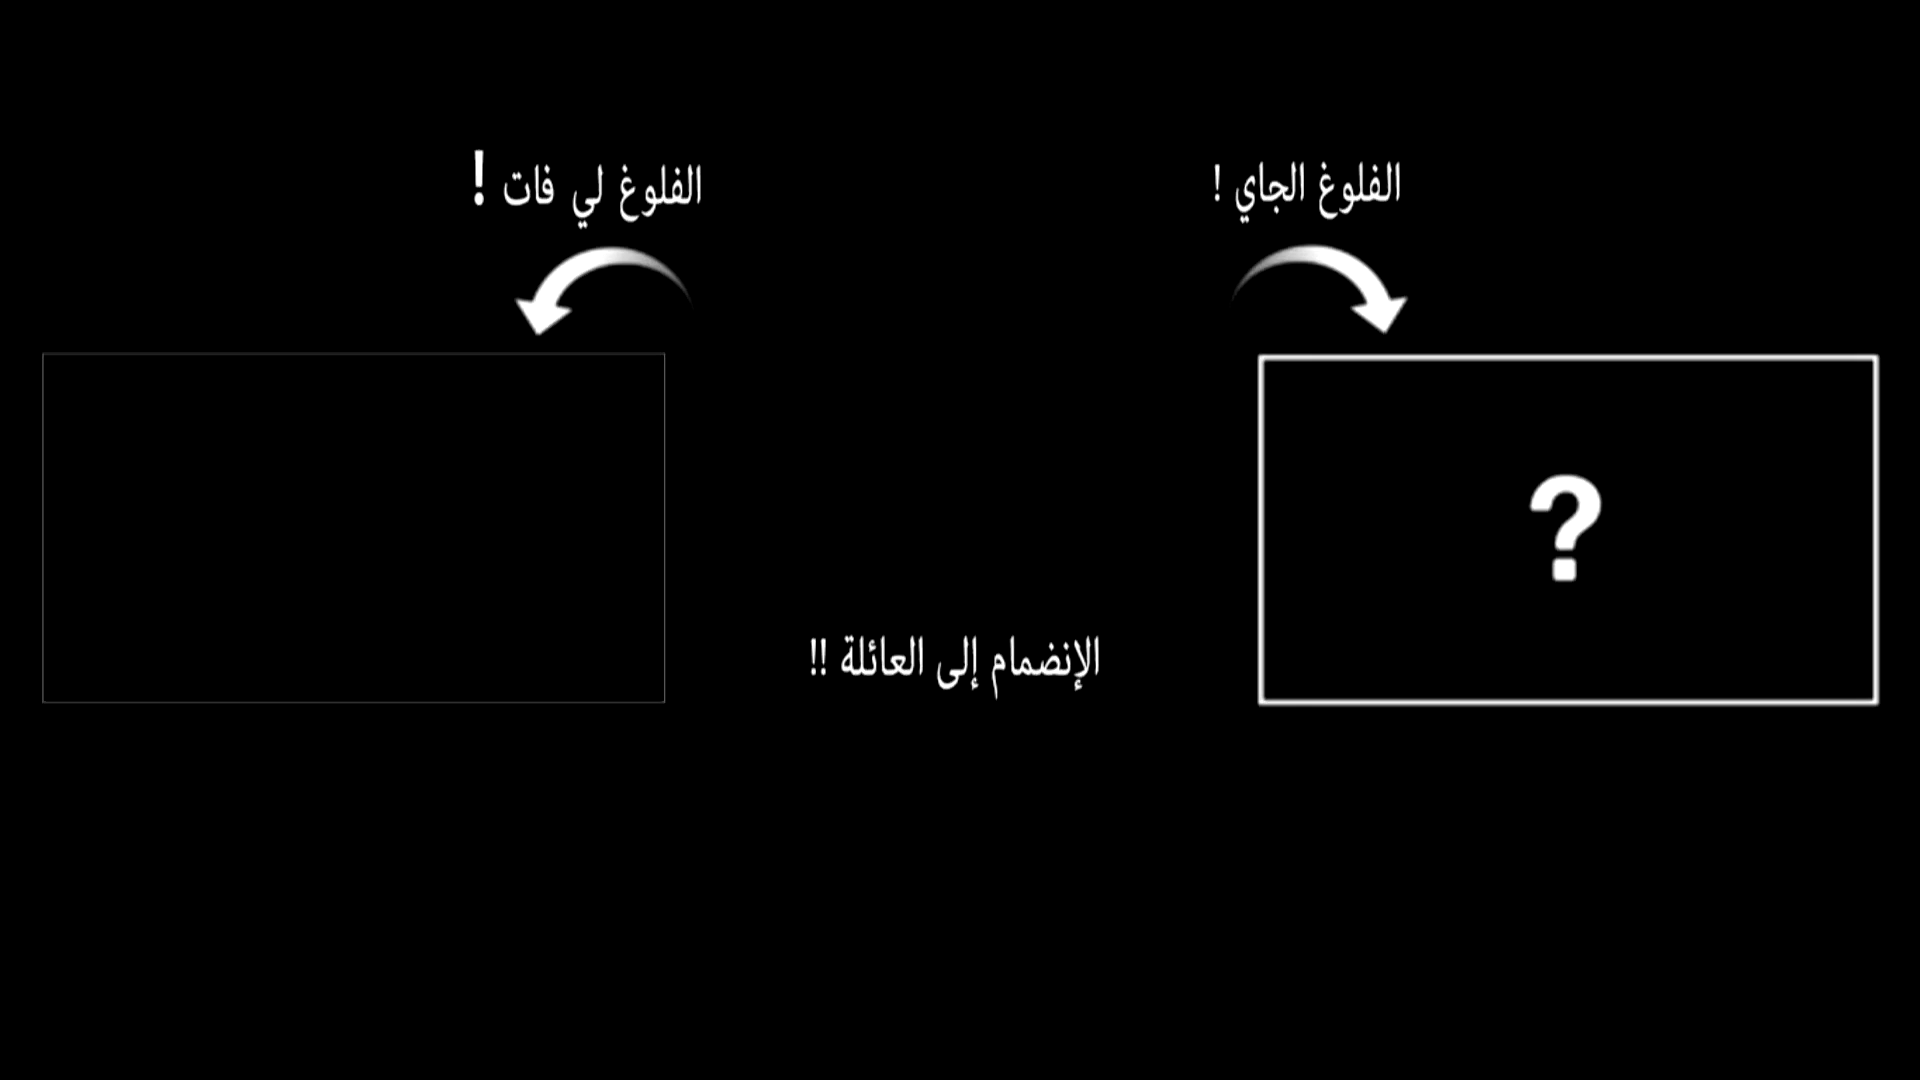 الفلوغ الجاي !
الفلوغ لي فات !
?
الإنضمام إلى العائلة !!